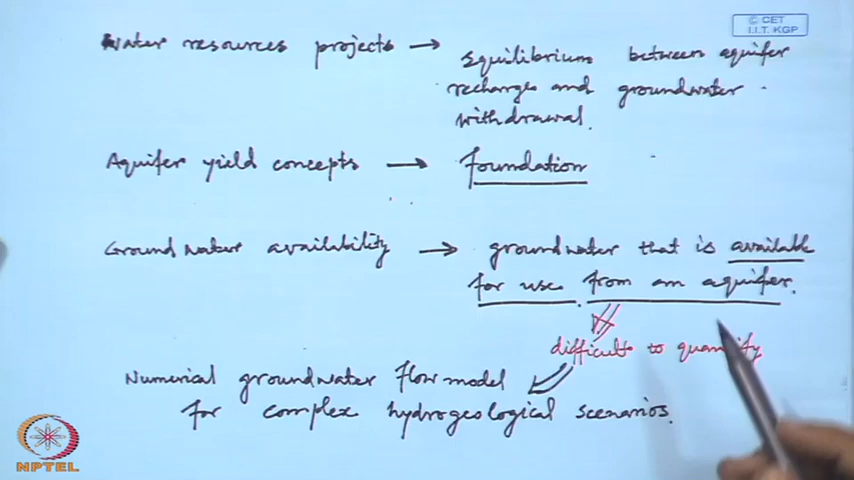 © CET
I.I.T. KGP
Water resources projects → Equilibrium between aquifer
recharge and groundwater
withdrawal.
Aquifer yield concepts → foundation
Groundwater availability → groundwater that is available
for use from an aquifer.
difficult to quantify
Numerical groundwater flow model
for complex hydrogeological scenarios.
NPTEL